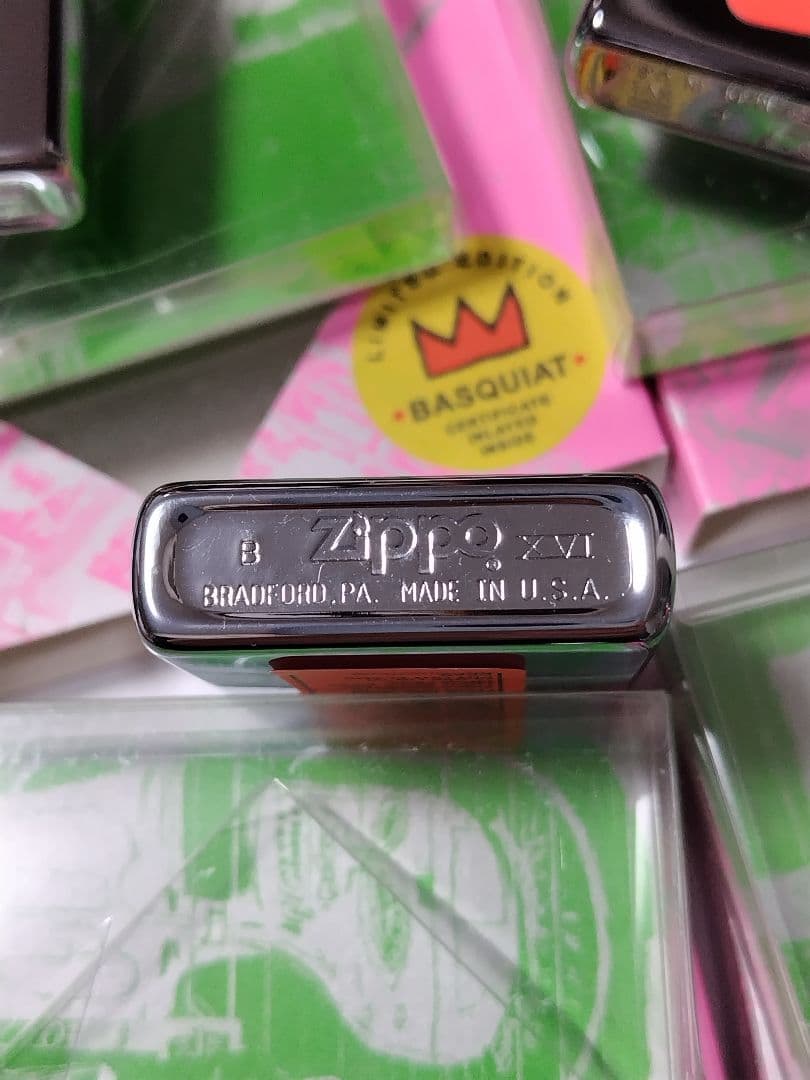 LIMITED EDITION
BASQUIAT
CERTIFICATE
INLAYED
INSIDE
B zippo® XVI
BRADFORD, PA. MADE IN U.S.A.